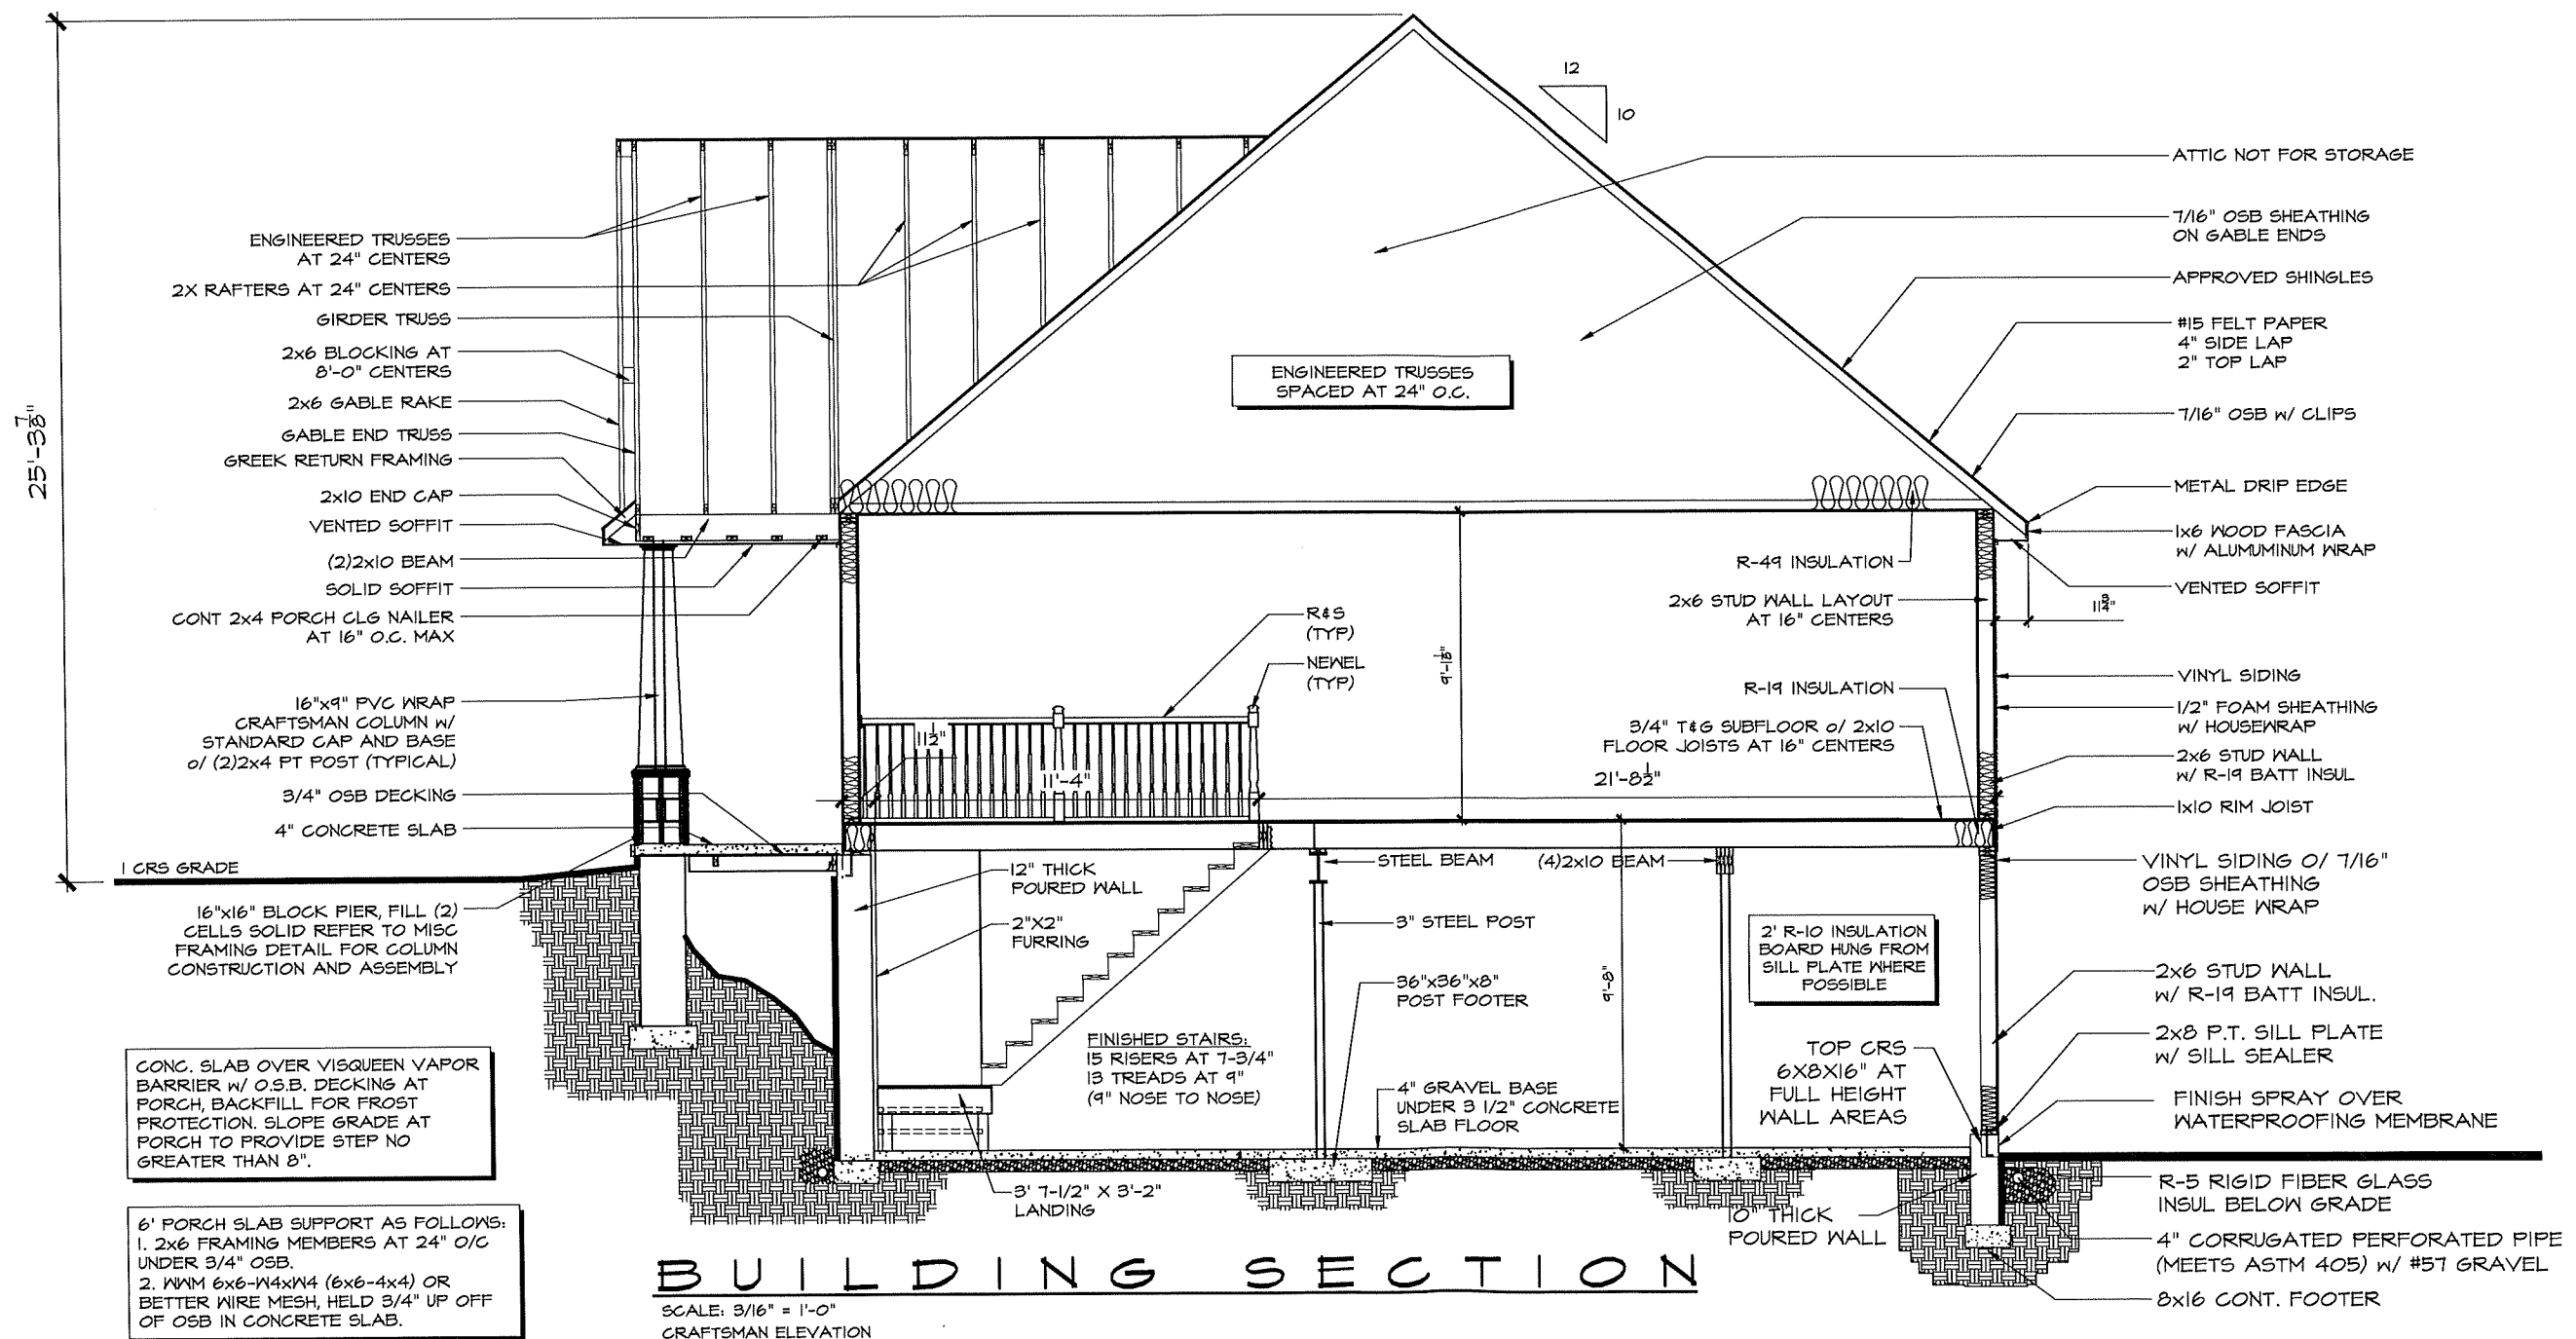 25'-3 7/8"
12
10
ENGINEERED TRUSSES
AT 24" CENTERS
2X RAFTERS AT 24" CENTERS
GIRDER TRUSS
2x6 BLOCKING AT
8'-0" CENTERS
2x6 GABLE RAKE
GABLE END TRUSS
GREEK RETURN FRAMING
2x10 END CAP
VENTED SOFFIT
(2)2x10 BEAM
SOLID SOFFIT
CONT 2x4 PORCH CLG NAILER
AT 16" O.C. MAX
16"x9" PVC WRAP
CRAFTSMAN COLUMN w/
STANDARD CAP AND BASE
o/ (2)2x4 PT POST (TYPICAL)
3/4" OSB DECKING
4" CONCRETE SLAB
1 CRS GRADE
16"x16" BLOCK PIER, FILL (2)
CELLS SOLID REFER TO MISC
FRAMING DETAIL FOR COLUMN
CONSTRUCTION AND ASSEMBLY
CONC. SLAB OVER VISQUEEN VAPOR
BARRIER w/ O.S.B. DECKING AT
PORCH, BACKFILL FOR FROST
PROTECTION. SLOPE GRADE AT
PORCH TO PROVIDE STEP NO
GREATER THAN 8".
6' PORCH SLAB SUPPORT AS FOLLOWS:
1. 2x6 FRAMING MEMBERS AT 24" O/C
UNDER 3/4" OSB.
2. WWM 6x6-W4xW4 (6x6-4x4) OR
BETTER WIRE MESH, HELD 3/4" UP OFF
OF OSB IN CONCRETE SLAB.
ENGINEERED TRUSSES
SPACED AT 24" O.C.
R&S
(TYP)
NEWEL
(TYP)
9'-1 1/8"
11 1/2"
11'-4"
21'-8 1/2"
R-49 INSULATION
2x6 STUD WALL LAYOUT
AT 16" CENTERS
R-19 INSULATION
3/4" T&G SUBFLOOR o/ 2x10
FLOOR JOISTS AT 16" CENTERS
12" THICK
POURED WALL
2"X2"
FURRING
STEEL BEAM
(4)2x10 BEAM
3" STEEL POST
36"x36"x8"
POST FOOTER
9'-8"
2' R-10 INSULATION
BOARD HUNG FROM
SILL PLATE WHERE
POSSIBLE
FINISHED STAIRS:
15 RISERS AT 7-3/4"
13 TREADS AT 9"
(9" NOSE TO NOSE)
4" GRAVEL BASE
UNDER 3 1/2" CONCRETE
SLAB FLOOR
TOP CRS
6X8X16" AT
FULL HEIGHT
WALL AREAS
3' 7-1/2" X 3'-2"
LANDING
10" THICK
POURED WALL
ATTIC NOT FOR STORAGE
7/16" OSB SHEATHING
ON GABLE ENDS
APPROVED SHINGLES
#15 FELT PAPER
4" SIDE LAP
2" TOP LAP
7/16" OSB w/ CLIPS
METAL DRIP EDGE
1x6 WOOD FASCIA
w/ ALUMUMINUM WRAP
VENTED SOFFIT
11 3/4"
VINYL SIDING
1/2" FOAM SHEATHING
w/ HOUSEWRAP
2x6 STUD WALL
w/ R-19 BATT INSUL
1x10 RIM JOIST
VINYL SIDING O/ 7/16"
OSB SHEATHING
w/ HOUSE WRAP
2x6 STUD WALL
w/ R-19 BATT INSUL.
2x8 P.T. SILL PLATE
w/ SILL SEALER
FINISH SPRAY OVER
WATERPROOFING MEMBRANE
R-5 RIGID FIBER GLASS
INSUL BELOW GRADE
4" CORRUGATED PERFORATED PIPE
(MEETS ASTM 405) w/ #57 GRAVEL
8x16 CONT. FOOTER
BUILDING SECTION
SCALE: 3/16" = 1'-0"
CRAFTSMAN ELEVATION